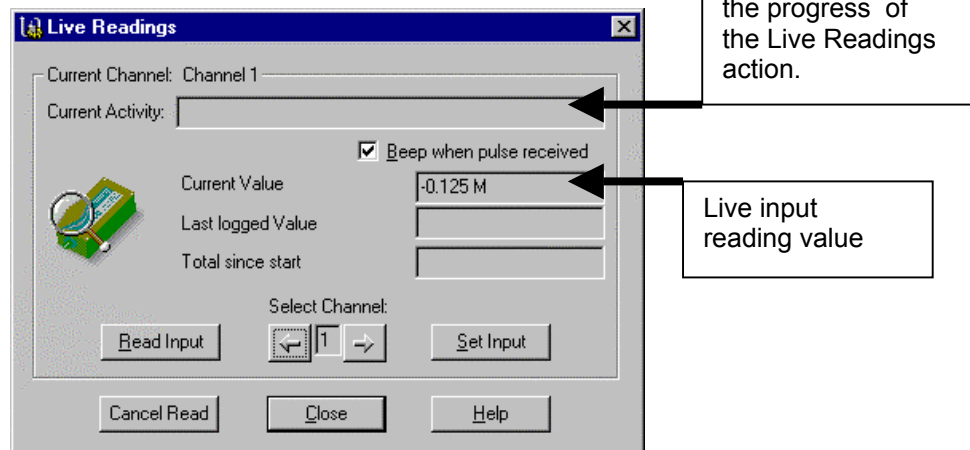 the progress of
the Live Readings
action.
Live Readings
Current Channel: Channel 1
Current Activity:
Beep when pulse received
Current Value
-0.125 M
Last logged Value
Total since start
Live input
reading value
Select Channel:
Read Input
1
Set Input
Cancel Read
Close
Help